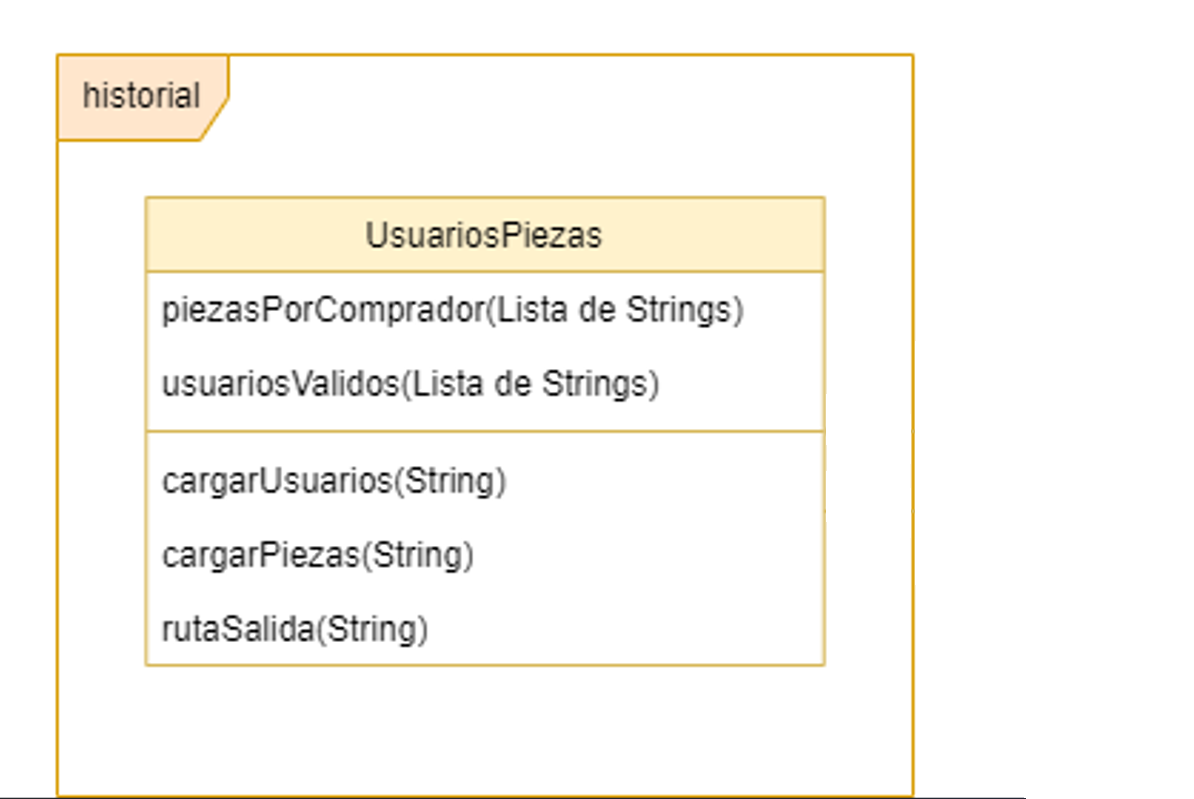 historial
UsuariosPiezas
piezasPorComprador(Lista de Strings)
usuariosValidos(Lista de Strings)
cargarUsuarios(String)
cargarPiezas(String)
rutaSalida(String)